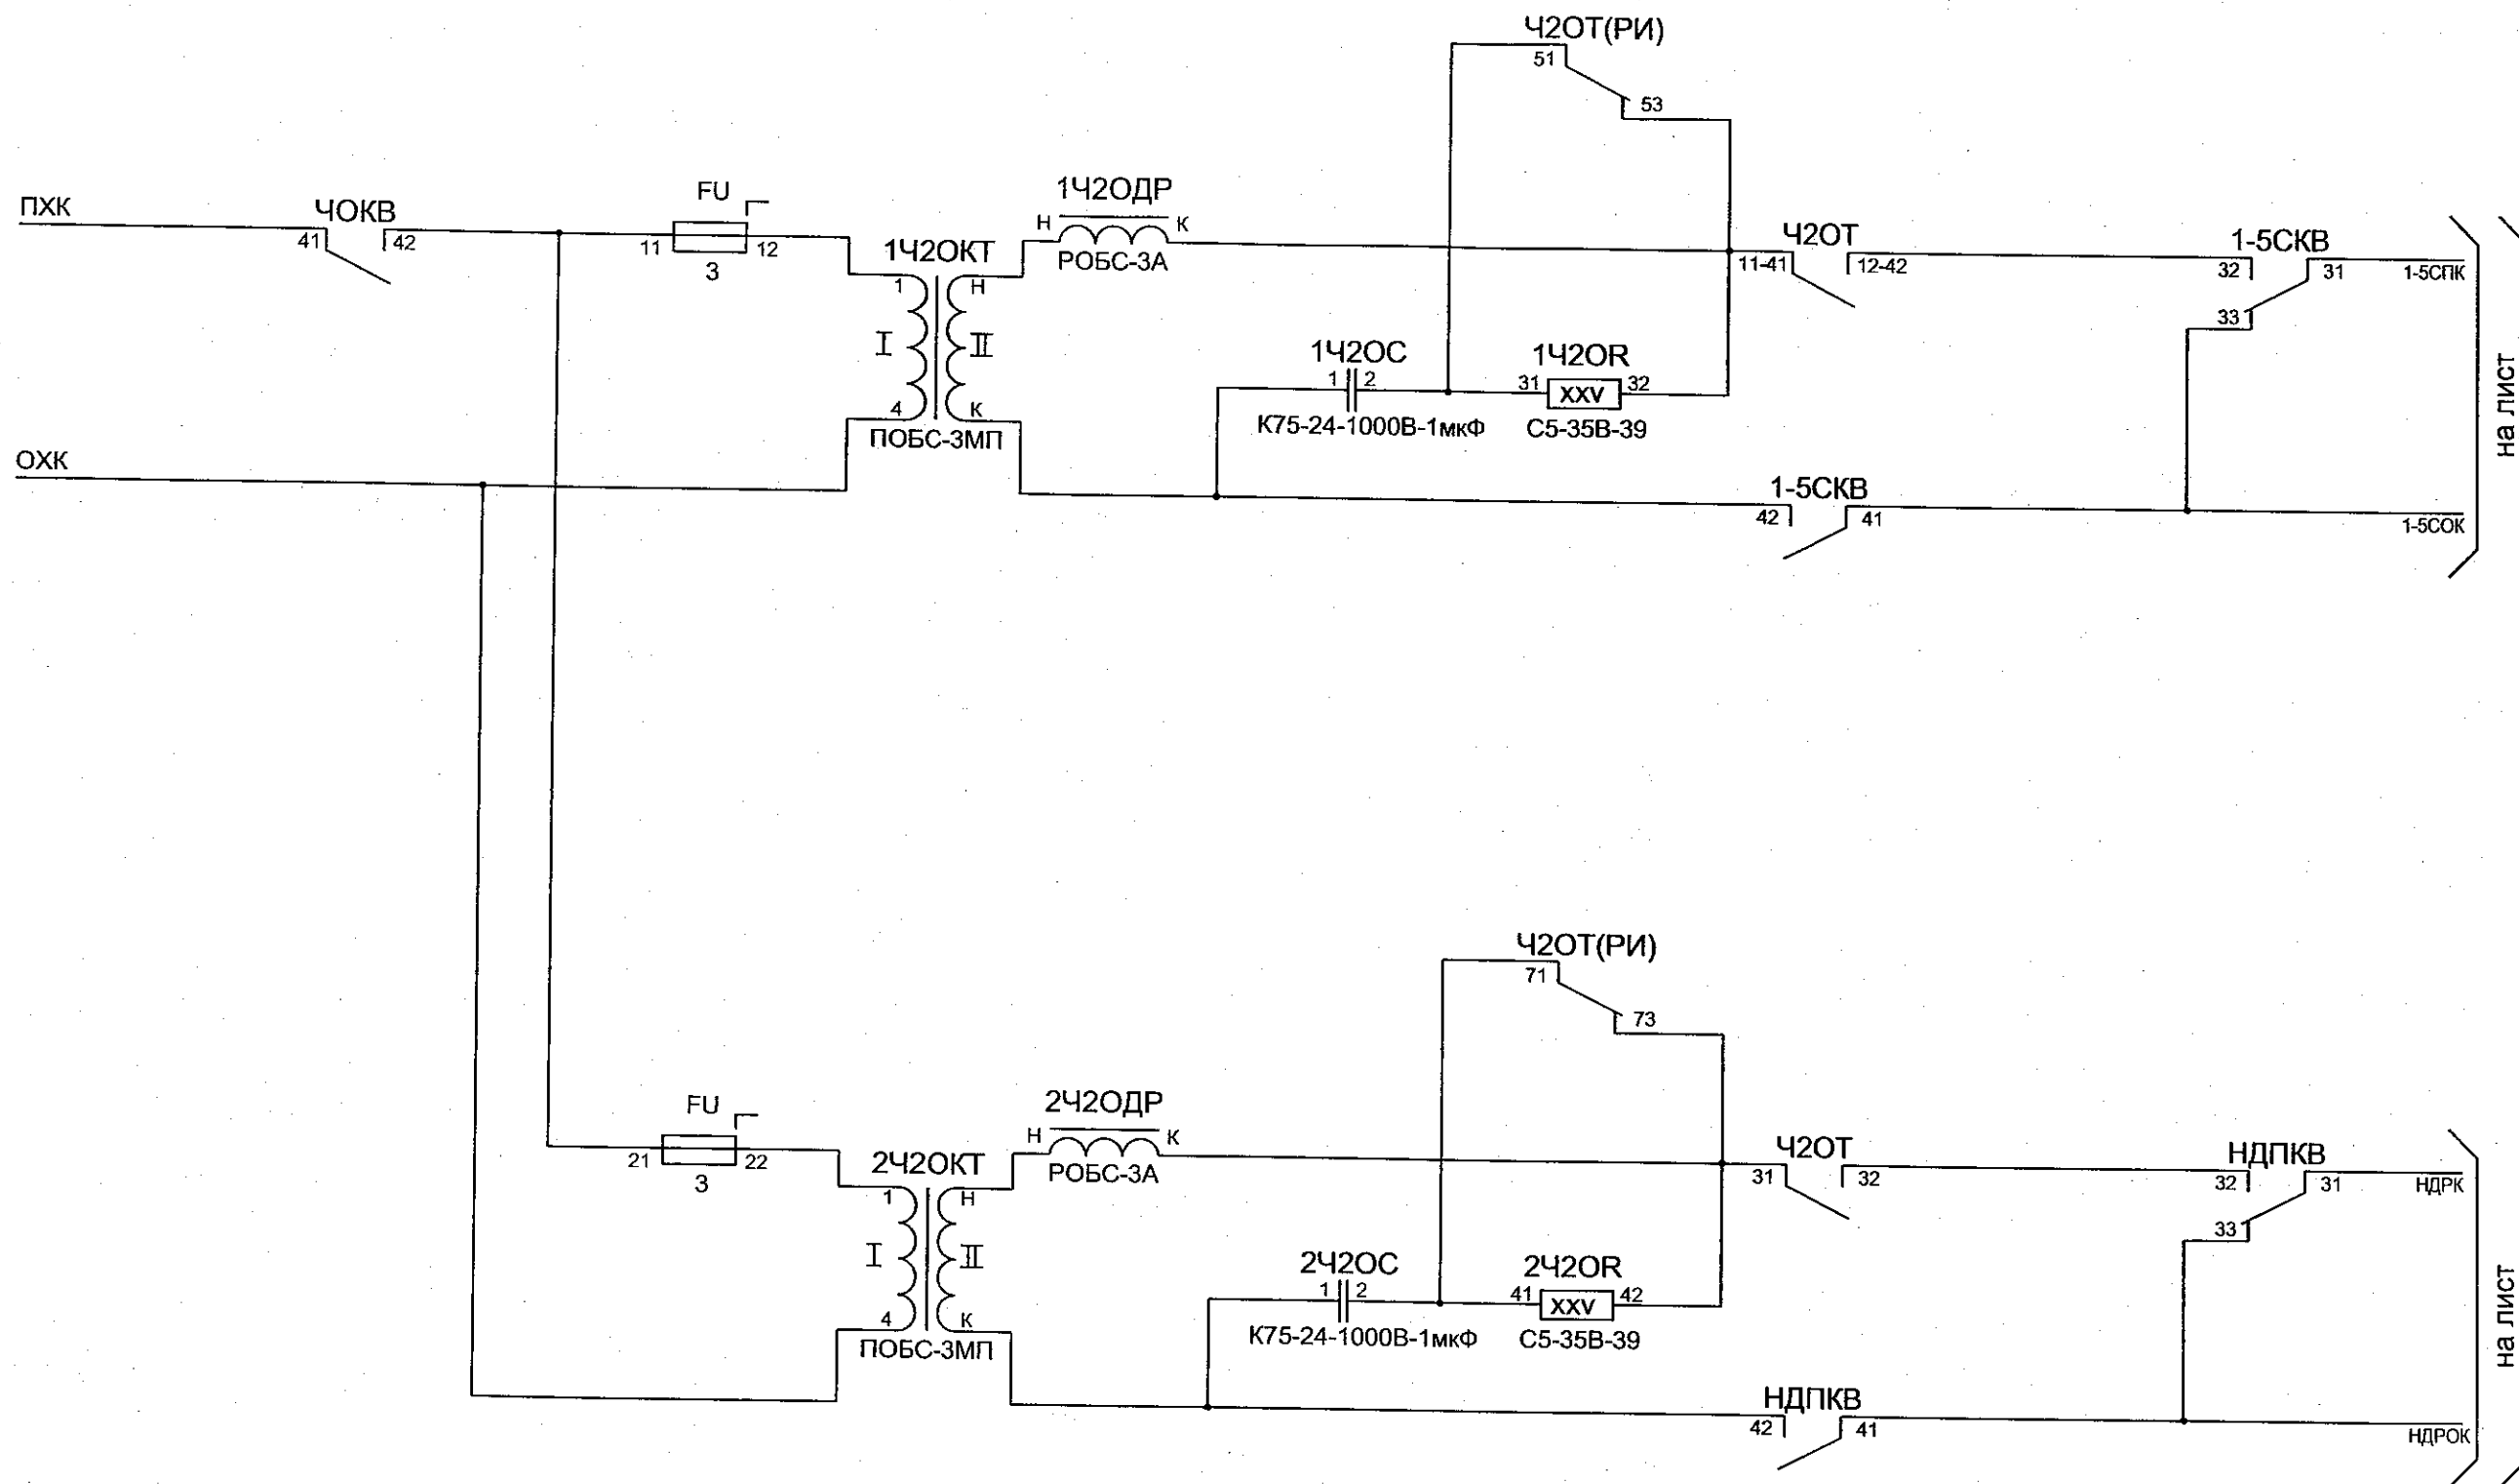 Ч2ОТ(РИ)
51
53
ПХК
ЧОКВ
41
42
FU
11
12
3
1Ч2ОДР
Н
К
РОБС-3А
1Ч2ОКТ
1
Н
I
II
4
К
ПОБС-3МП
Ч2ОТ
11-41
12-42
1-5СКВ
32
31
1-5СПК
33
1Ч2ОС
1
2
К75-24-1000В-1мкФ
1Ч2ОR
31
XXV
32
С5-35В-39
ОХК
1-5СКВ
42
41
1-5СОК
на лист
Ч2ОТ(РИ)
71
73
FU
21
22
3
2Ч2ОДР
Н
К
РОБС-3А
2Ч2ОКТ
1
Н
I
II
4
К
ПОБС-3МП
Ч2ОТ
31
32
НДПКВ
32
31
НДРК
33
2Ч2ОС
1
2
К75-24-1000В-1мкФ
2Ч2ОR
41
XXV
42
С5-35В-39
НДПКВ
42
41
НДРОК
на лист